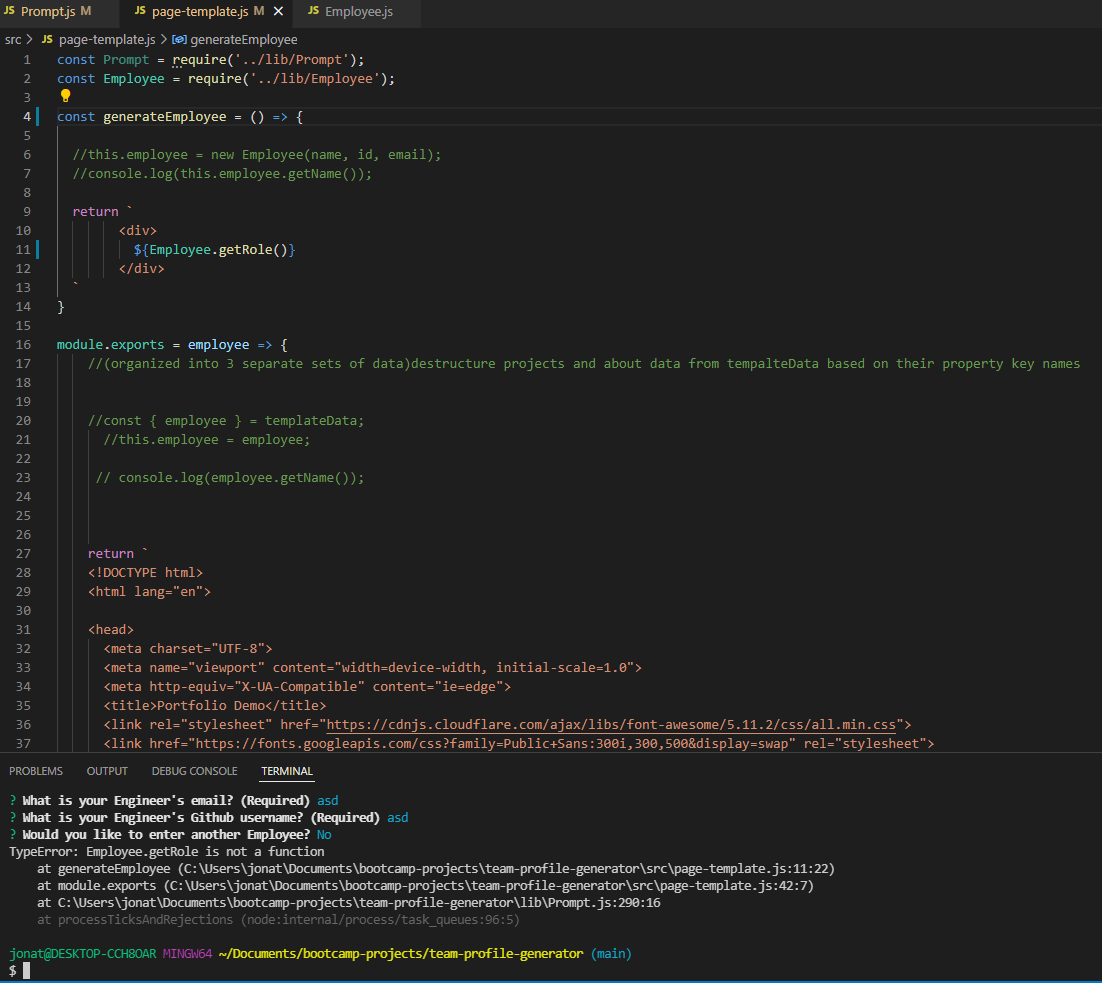 JS Prompt.js M
JS page-template.js M ×
JS Employee.js
src > JS page-template.js > generateEmployee
1 const Prompt = require('../lib/Prompt');
2 const Employee = require('../lib/Employee');
3
4 const generateEmployee = () => {
5
6 //this.employee = new Employee(name, id, email);
7 //console.log(this.employee.getName());
8
9 return `
10 <div>
11 ${Employee.getRole()}
12 </div>
13 `
14 }
15
16 module.exports = employee => {
17 //(organized into 3 separate sets of data)destructure projects and about data from tempalteData based on their property key names
18
19
20 //const { employee } = templateData;
21 //this.employee = employee;
22
23 // console.log(employee.getName());
24
25
26
27 return `
28 <!DOCTYPE html>
29 <html lang="en">
30
31 <head>
32 <meta charset="UTF-8">
33 <meta name="viewport" content="width=device-width, initial-scale=1.0">
34 <meta http-equiv="X-UA-Compatible" content="ie=edge">
35 <title>Portfolio Demo</title>
36 <link rel="stylesheet" href="https://cdnjs.cloudflare.com/ajax/libs/font-awesome/5.11.2/css/all.min.css">
37 <link href="https://fonts.googleapis.com/css?family=Public+Sans:300i,300,500&display=swap" rel="stylesheet">
PROBLEMS OUTPUT DEBUG CONSOLE TERMINAL
? What is your Engineer's email? (Required) asd
? What is your Engineer's Github username? (Required) asd
? Would you like to enter another Employee? No
TypeError: Employee.getRole is not a function
at generateEmployee (C:\Users\jonat\Documents\bootcamp-projects\team-profile-generator\src\page-template.js:11:22)
at module.exports (C:\Users\jonat\Documents\bootcamp-projects\team-profile-generator\src\page-template.js:42:7)
at C:\Users\jonat\Documents\bootcamp-projects\team-profile-generator\lib\Prompt.js:290:16
at processTicksAndRejections (node:internal/process/task_queues:96:5)
jonat@DESKTOP-CCH8OAR MINGW64 ~/Documents/bootcamp-projects/team-profile-generator (main)
$